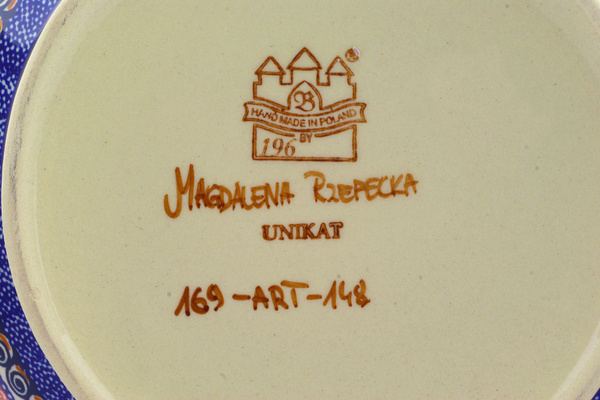 ®
B
HAND MADE IN POLAND
BY
196
MAGDALENA RZEPECKA
UNIKAT
169-ART-148